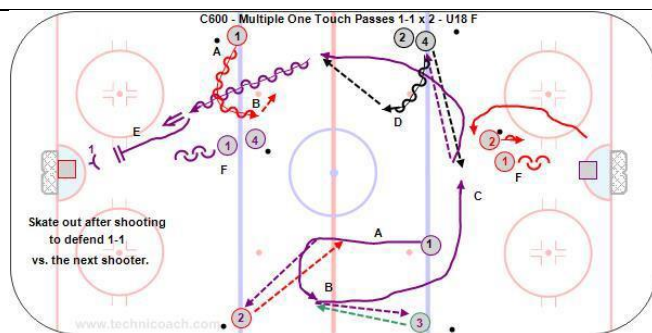 C600 - Multiple One Touch Passes 1-1 x 2 - U18 F
1
2
4
A
B
D
E
1
1
4
F
2
1
F
C
Skate out after shooting
to defend 1-1
vs. the next shooter.
A
1
B
2
3
www.technicoach.com